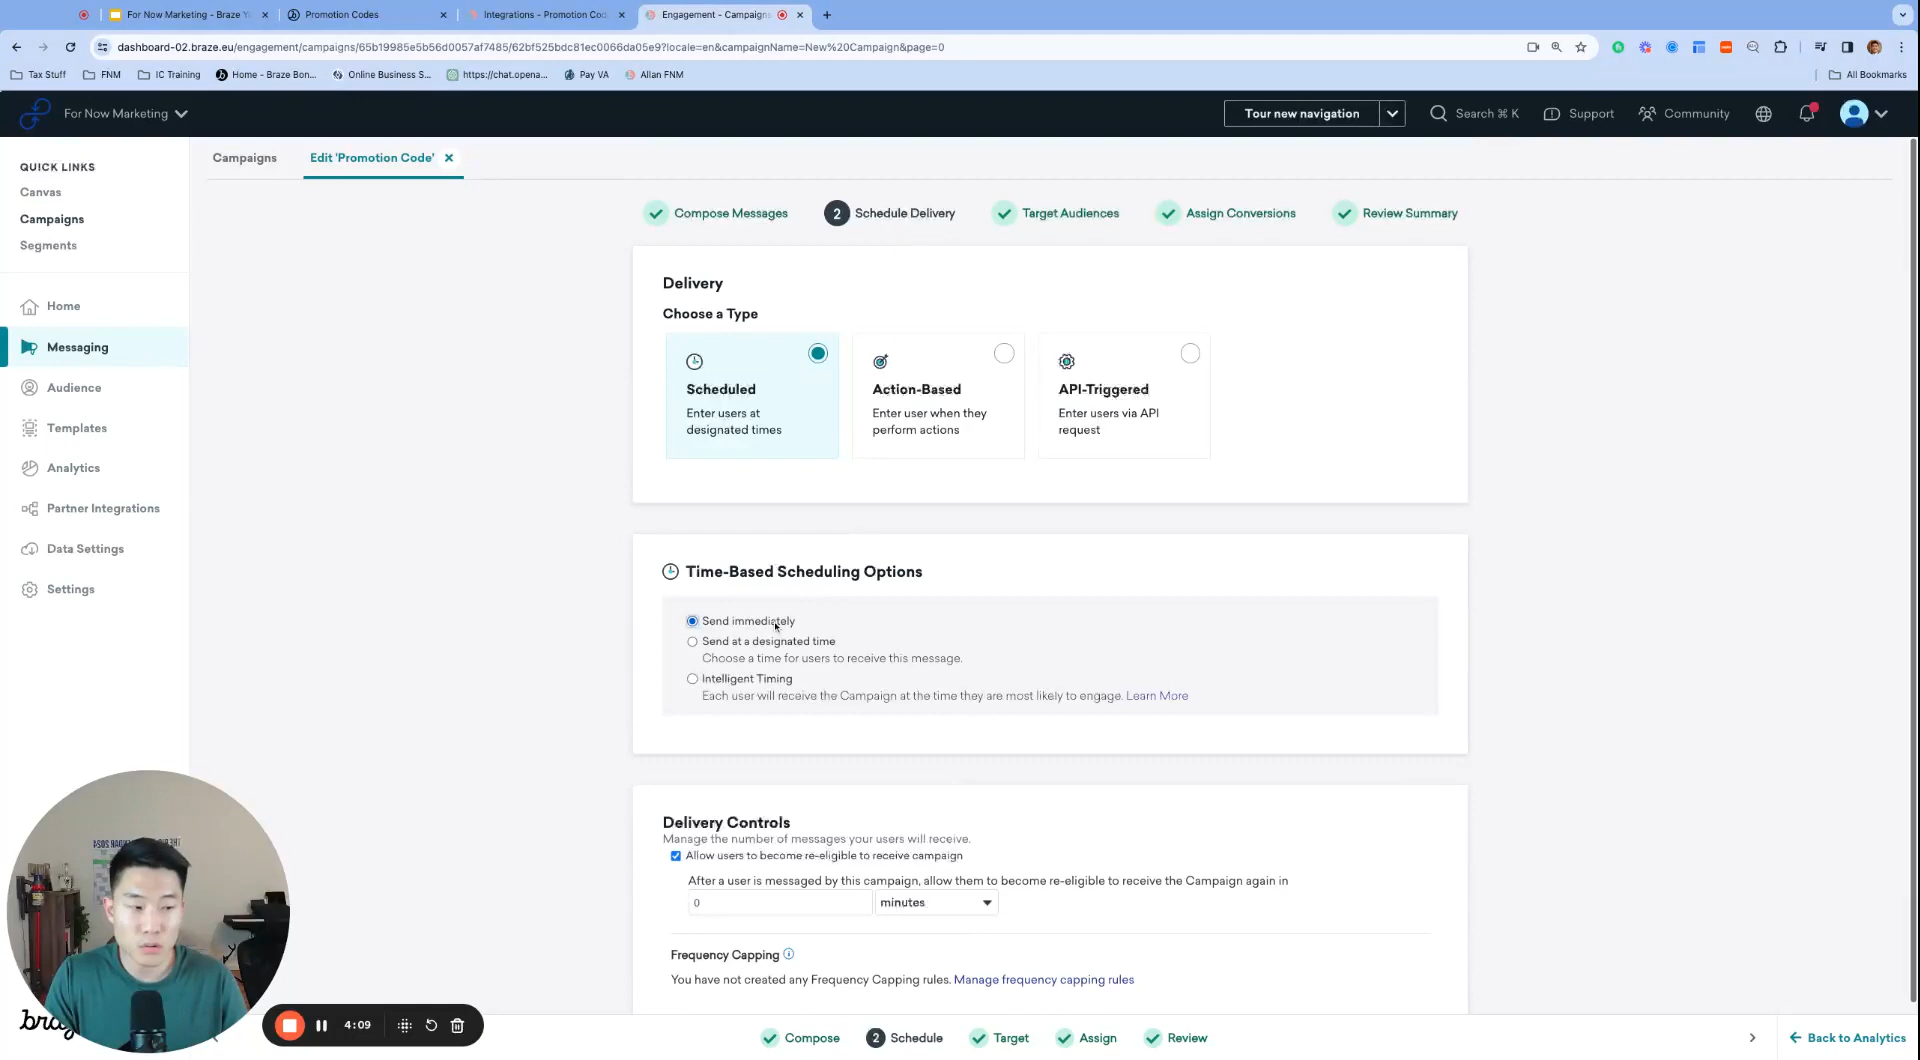 For Now Marketing - Braze Y
Promotion Codes
Integrations - Promotion Co
Engagement - Campaigns
dashboard-02.braze.eu/engagement/campaigns/65b19985e5b56d0057af7485/62bf525bdc81ec0066da05e9?locale=en&campaignName=New%20Campaign&page=0
Tax Stuff
FNM
IC Training
Home - Braze Bon...
Online Business S...
https://chat.opena...
Pay VA
Allan FNM
All Bookmarks
For Now Marketing
Tour new navigation
Search ⌘ K
Support
Community
QUICK LINKS
Canvas
Campaigns
Segments
Home
Messaging
Audience
Templates
Analytics
Partner Integrations
Data Settings
Settings
Campaigns
Edit 'Promotion Code'
Compose Messages
2 Schedule Delivery
Target Audiences
Assign Conversions
Review Summary
Delivery
Choose a Type
Scheduled
Enter users at
designated times
Action-Based
Enter user when they
perform actions
API-Triggered
Enter users via API
request
Time-Based Scheduling Options
Send immediately
Send at a designated time
Choose a time for users to receive this message.
Intelligent Timing
Each user will receive the Campaign at the time they are most likely to engage. Learn More
Delivery Controls
Manage the number of messages your users will receive.
Allow users to become re-eligible to receive campaign
After a user is messaged by this campaign, allow them to become re-eligible to receive the Campaign again in
0
minutes
Frequency Capping
You have not created any Frequency Capping rules. Manage frequency capping rules
4:09
Compose
2 Schedule
Target
Assign
Review
Back to Analytics